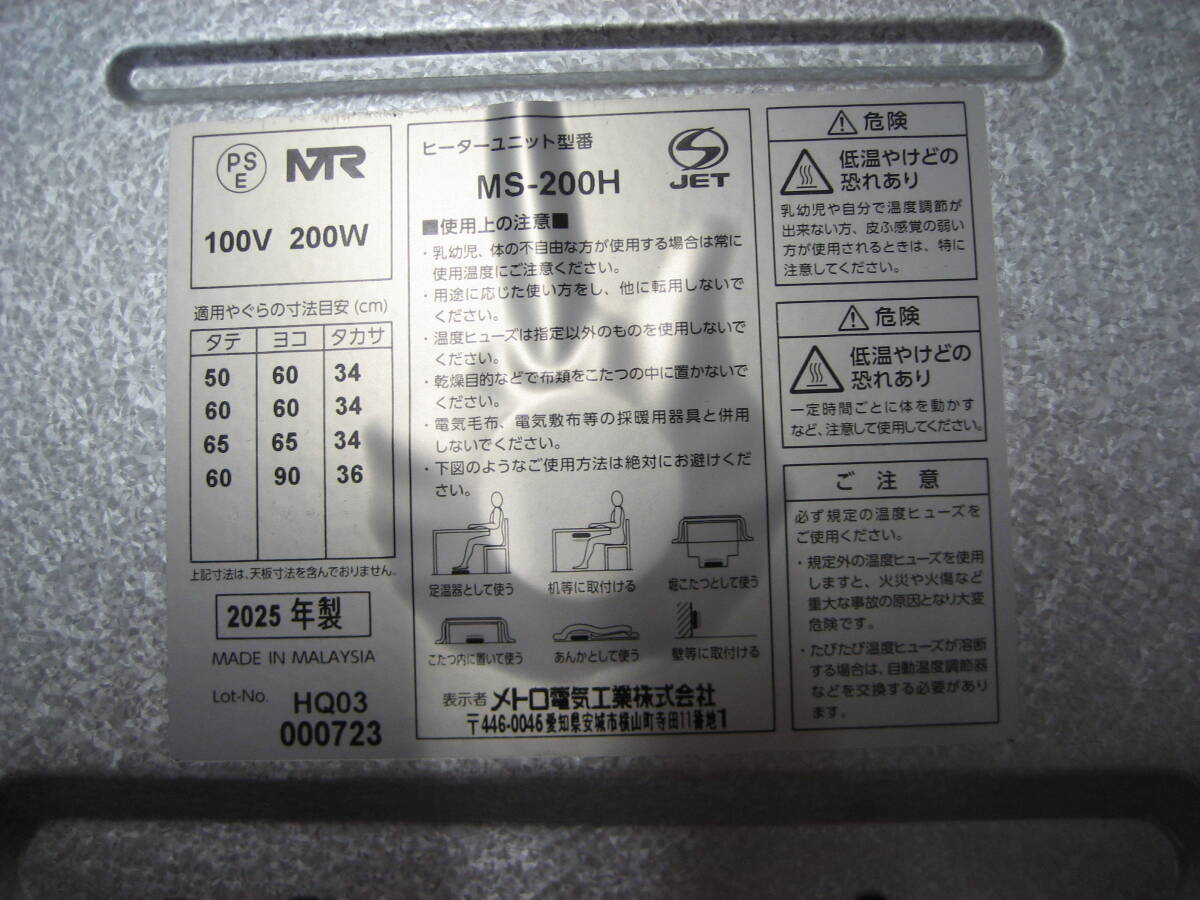 PS
E
MTR
100V 200W
適用やぐらの寸法目安(cm)
タテ ヨコ タカサ
50 60 34
60 60 34
65 65 34
60 90 36
上記寸法は、天板寸法を含んでおりません。
2025 年製
MADE IN MALAYSIA
Lot-No. HQ03
000723
ヒーターユニット型番
MS-200H
JET
■使用上の注意■
・乳幼児、体の不自由な方が使用する場合は常に
使用温度にご注意ください。
・用途に応じた使い方をし、他に転用しないで
ください。
・温度ヒューズは指定以外のものを使用しないで
ください。
・乾燥目的などで布類をこたつの中に置かないで
ください。
・電気毛布、電気敷布等の採暖用器具と併用
しないでください。
・下図のようなご使用方法は絶対にお避けくだ
さい。
足温器として使う 机等に取付ける 堀こたつとして使う
こたつ内に置いて使う あんかとして使う 壁等に取付ける
表示者 メトロ電気工業株式会社
〒446-0046 愛知県安城市横山町寺田11番地1
⚠危険
低温やけどの
恐れあり
乳幼児や自分で温度調節が
出来ない方、皮ふ感覚の弱い
方が使用されるときは、特に
注意してください。
⚠危険
低温やけどの
恐れあり
一定時間ごとに体を動かす
など、注意して使用してください。
ご注意
必ず規定の温度ヒューズを
ご使用ください。
・規定外の温度ヒューズを使用
しますと、火災や火傷など
重大な事故の原因となり大変
危険です。
・たびたび温度ヒューズが溶断
する場合は、自動温度調節器
などを交換する必要があり
ます。